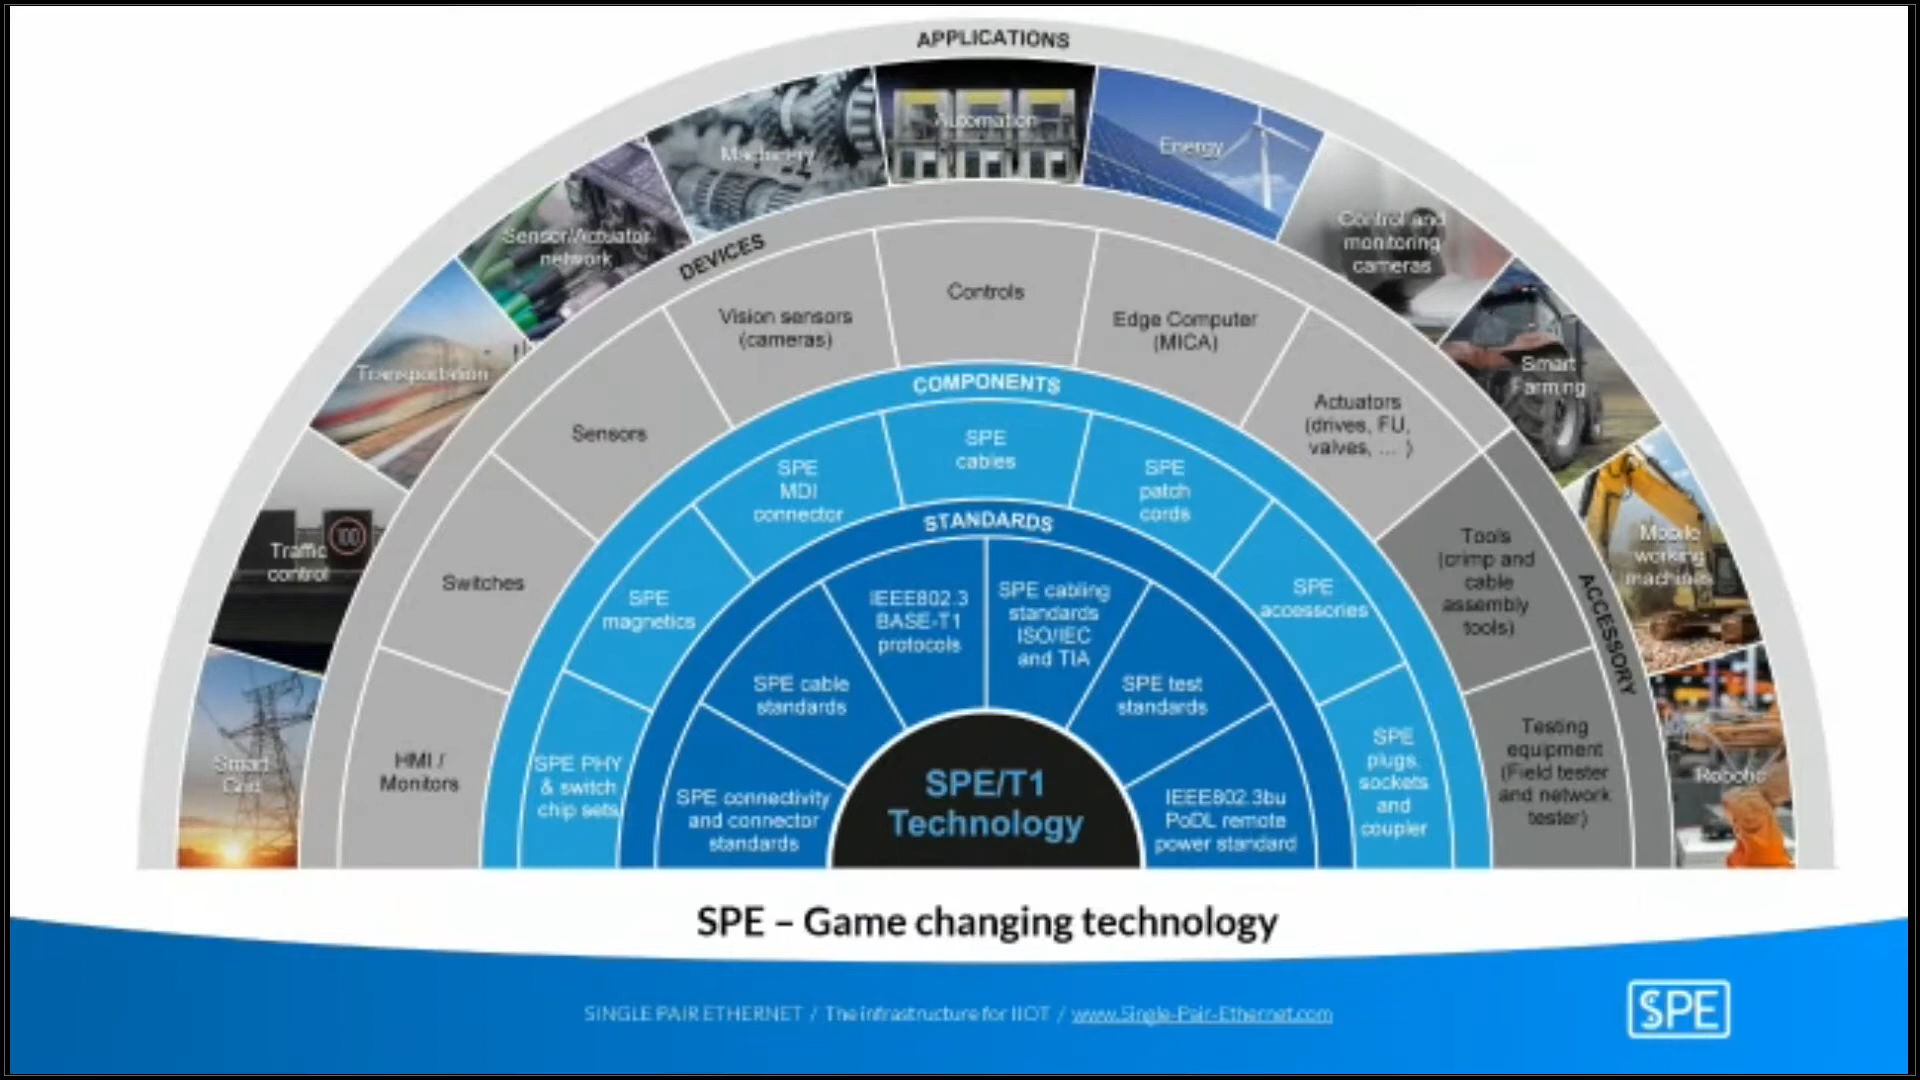 APPLICATIONS
Smart
Grid
Traffic
control
Transportation
Sensor/Actuator
network
Machinery
Automation
Energy
Control and
monitoring
cameras
Smart
Farming
Mobile
working
machines
Robotic
DEVICES
HMI /
Monitors
Switches
Sensors
Vision sensors
(cameras)
Controls
Edge Computer
(MICA)
Actuators
(drives, FU,
valves, ... )
ACCESSORY
Tools
(crimp and
cable
assembly
tools)
Testing
equipment
(Field tester
and network
tester)
COMPONENTS
SPE PHY
& switch
chip sets
SPE
magnetics
SPE
MDI
connector
SPE
cables
SPE
patch
cords
SPE
accessories
SPE
plugs,
sockets
and
coupler
STANDARDS
SPE connectivity
and connector
standards
SPE cable
standards
IEEE802.3
BASE-T1
protocols
SPE cabling
standards
ISO/IEC
and TIA
SPE test
standards
IEEE802.3bu
PoDL remote
power standard
SPE/T1
Technology
SPE – Game changing technology
SINGLE PAIR ETHERNET / The infrastructure for IIOT / www.Single-Pair-Ethernet.com
SPE
100